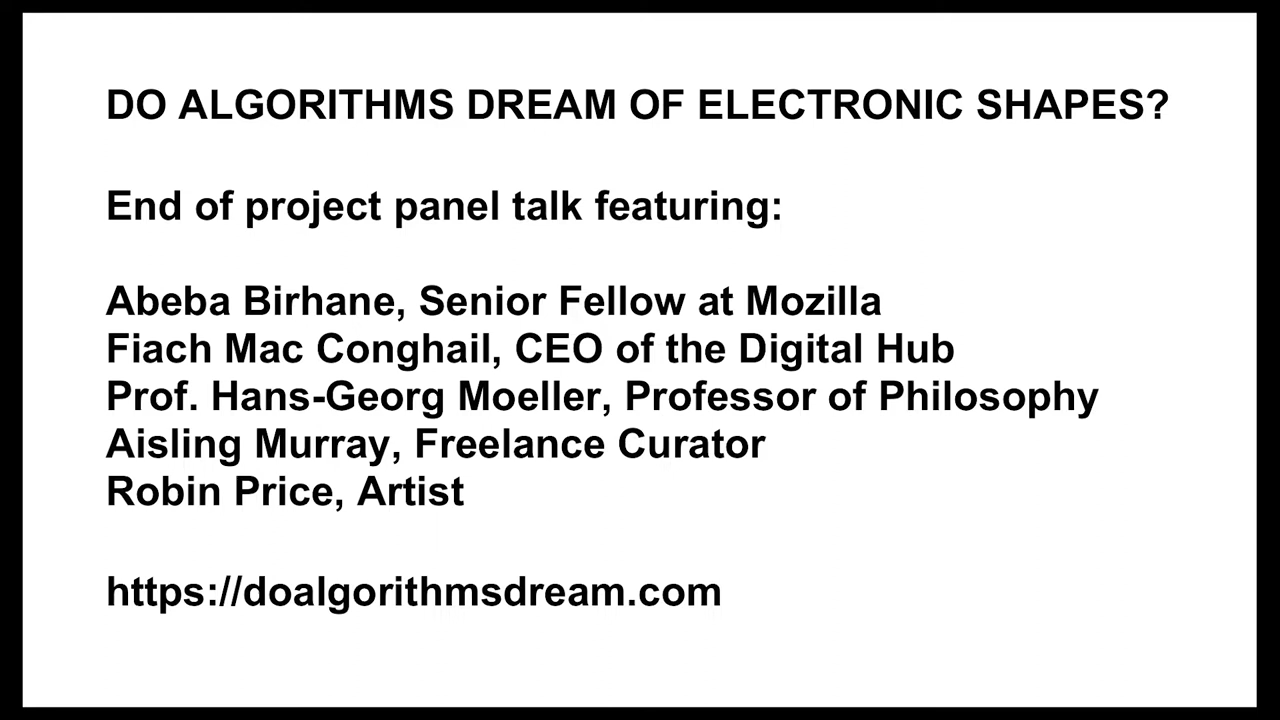 DO ALGORITHMS DREAM OF ELECTRONIC SHAPES?
End of project panel talk featuring:
Abeba Birhane, Senior Fellow at Mozilla
Fiach Mac Conghail, CEO of the Digital Hub
Prof. Hans-Georg Moeller, Professor of Philosophy
Aisling Murray, Freelance Curator
Robin Price, Artist
https://doalgorithmsdream.com